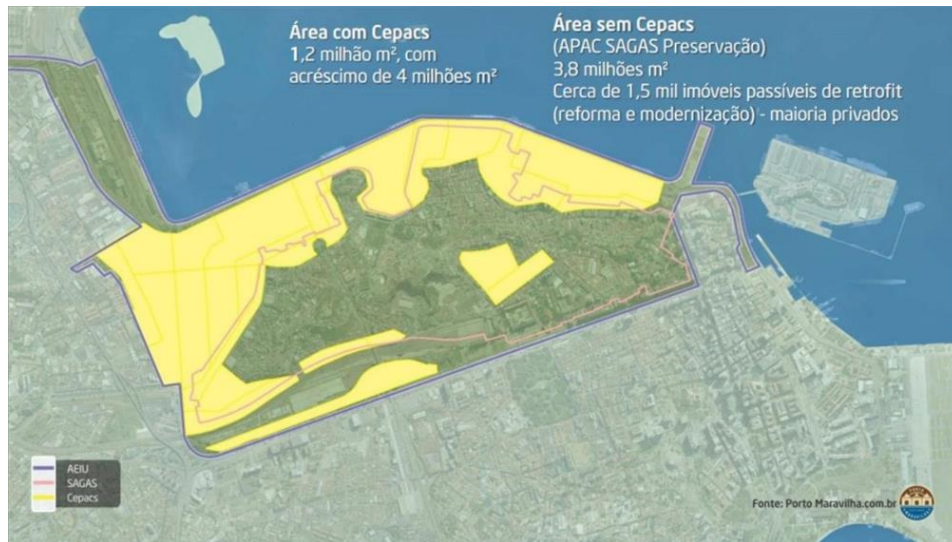 Área com Cepacs
1,2 milhão m², com
acréscimo de 4 milhões m²
Área sem Cepacs
(APAC SAGAS Preservação)
3,8 milhões m²
Cerca de 1,5 mil imóveis passíveis de retrofit
(reforma e modernização) - maioria privados
AEIU
SAGAS
Cepacs
Fonte: Porto Maravilha.com.br